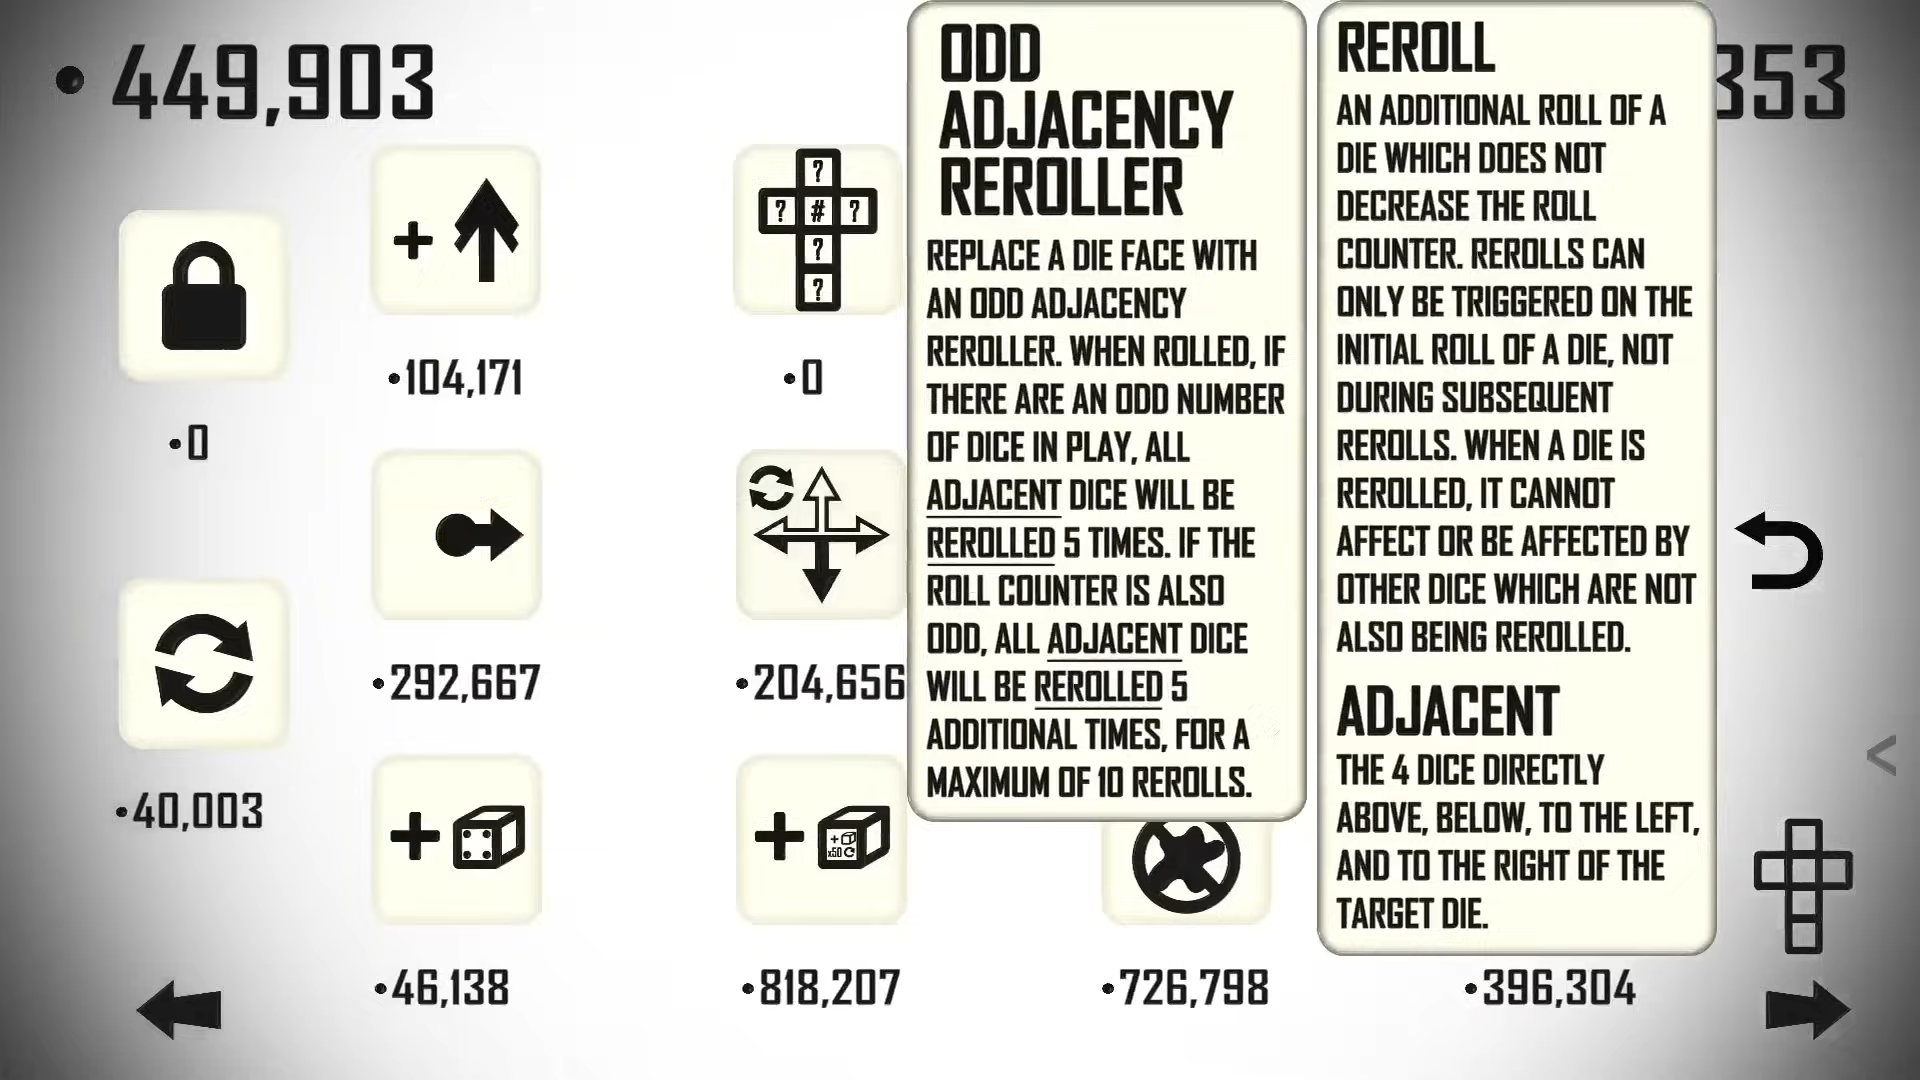 449,903
353
0
40,003
+
104,171
292,667
+
46,138
?
? # ?
?
?
0
204,656
+
+
x50
818,207
726,798
396,304
<
ODD
ADJACENCY
REROLLER
REPLACE A DIE FACE WITH
AN ODD ADJACENCY
REROLLER. WHEN ROLLED, IF
THERE ARE AN ODD NUMBER
OF DICE IN PLAY, ALL
ADJACENT DICE WILL BE
REROLLED 5 TIMES. IF THE
ROLL COUNTER IS ALSO
ODD, ALL ADJACENT DICE
WILL BE REROLLED 5
ADDITIONAL TIMES, FOR A
MAXIMUM OF 10 REROLLS.
REROLL
AN ADDITIONAL ROLL OF A
DIE WHICH DOES NOT
DECREASE THE ROLL
COUNTER. REROLLS CAN
ONLY BE TRIGGERED ON THE
INITIAL ROLL OF A DIE, NOT
DURING SUBSEQUENT
REROLLS. WHEN A DIE IS
REROLLED, IT CANNOT
AFFECT OR BE AFFECTED BY
OTHER DICE WHICH ARE NOT
ALSO BEING REROLLED.
ADJACENT
THE 4 DICE DIRECTLY
ABOVE, BELOW, TO THE LEFT,
AND TO THE RIGHT OF THE
TARGET DIE.